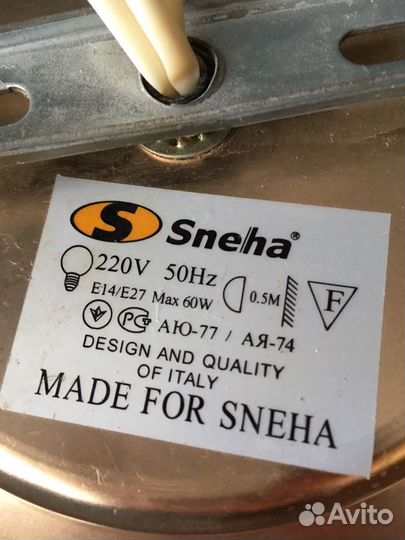 S Sneha®
220V 50Hz
E14/E27 Max 60W 0.5M F
РС АЮ-77 / АЯ-74
DESIGN AND QUALITY
OF ITALY
MADE FOR SNEHA
Avito